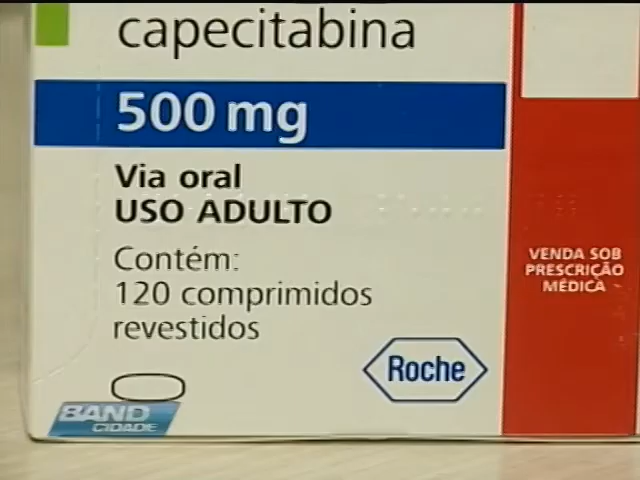 capecitabina
500 mg
Via oral
USO ADULTO
Contém:
120 comprimidos
revestidos
Roche
VENDA SOB
PRESCRIÇÃO
MÉDICA
BAND
CIDADE